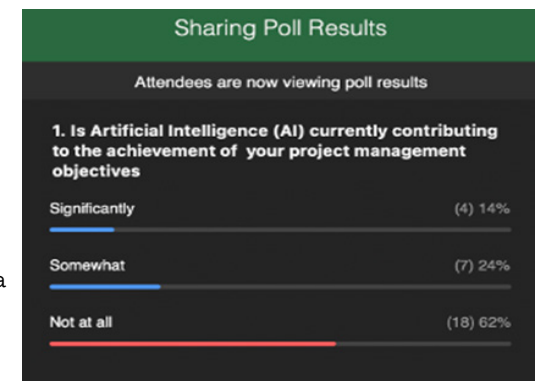 Sharing Poll Results
Attendees are now viewing poll results
1. Is Artificial Intelligence (AI) currently contributing
to the achievement of your project management
objectives
Significantly (4) 14%
Somewhat (7) 24%
a
Not at all (18) 62%